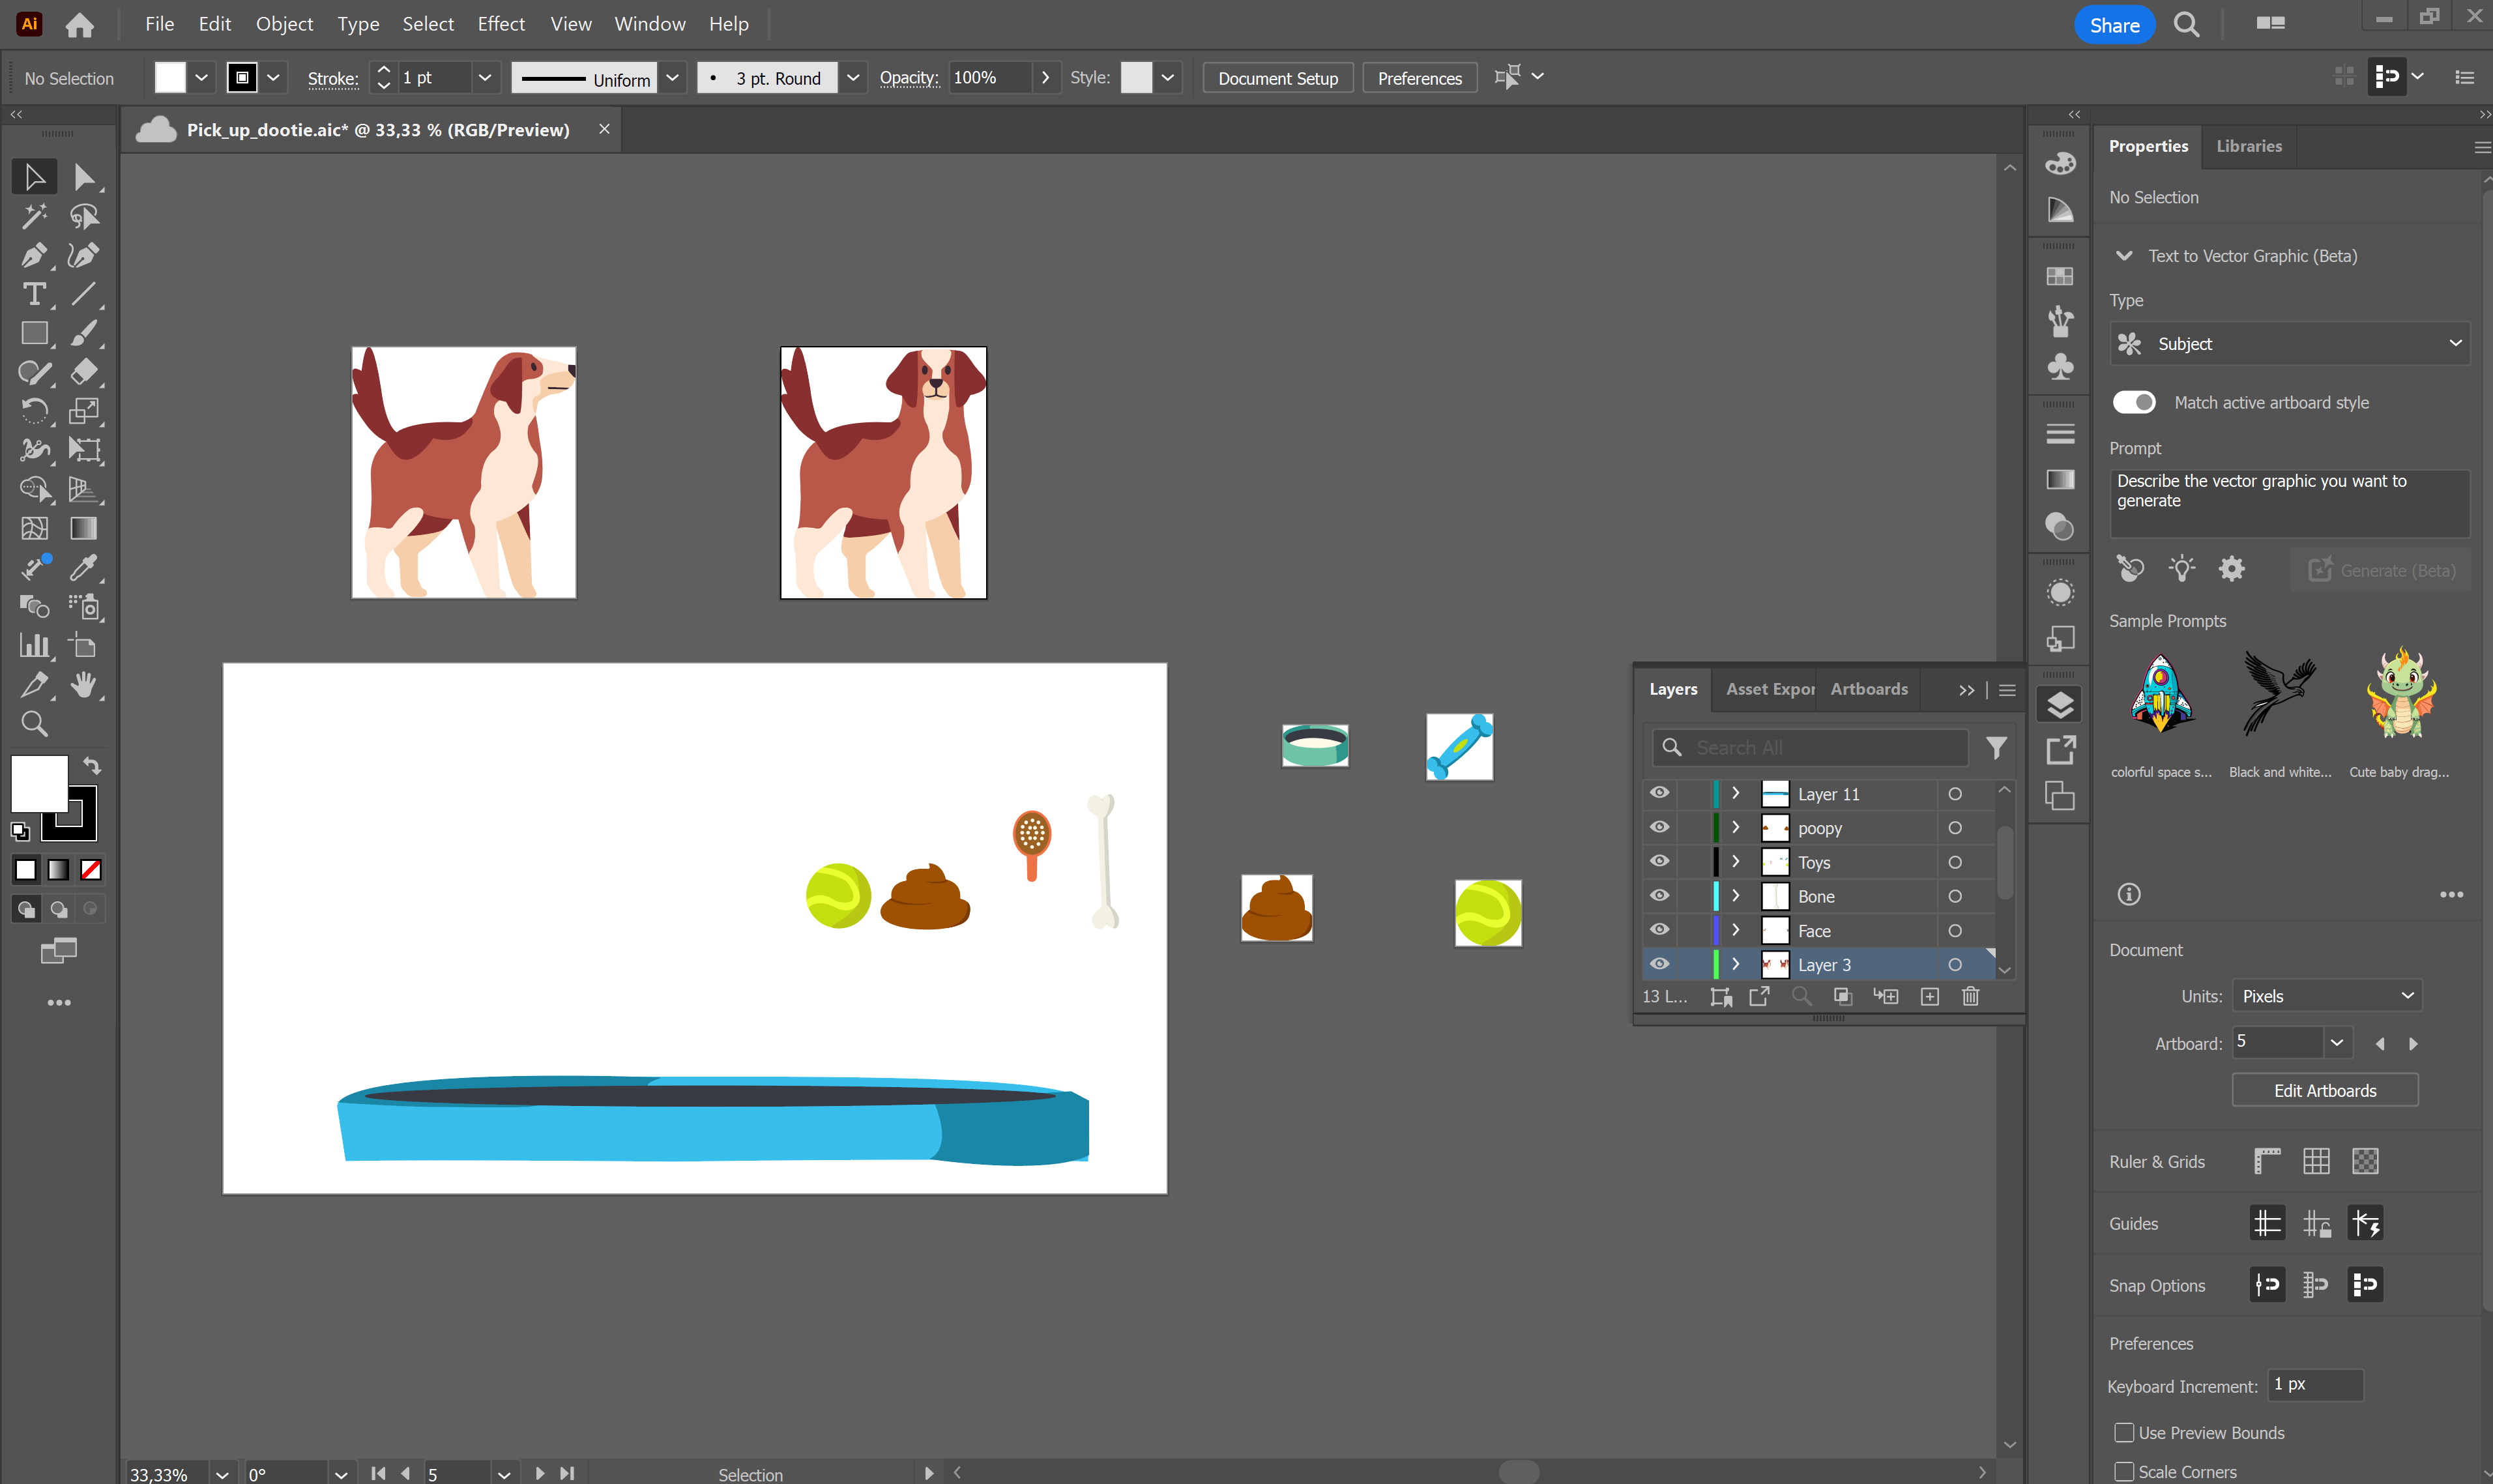 Ai File Edit Object Type Select Effect View Window Help Share
No Selection Stroke: 1 pt Uniform 3 pt. Round Opacity: 100% Style: Document Setup Preferences
Pick_up_dootie.aic* @ 33,33 % (RGB/Preview)
Properties Libraries
No Selection
Text to Vector Graphic (Beta)
Type
Subject
Match active artboard style
Prompt
Describe the vector graphic you want to
generate
Generate (Beta)
Sample Prompts
colorful space s... Black and white... Cute baby drag...
Layers Asset Expor Artboards
Search All
Layer 11
poopy
Toys
Bone
Face
Layer 3
13 L...
Document
Units: Pixels
Artboard: 5
Edit Artboards
Ruler & Grids
Guides
Snap Options
Preferences
Keyboard Increment: 1 px
Use Preview Bounds
Scale Corners
33,33% 0° 5 Selection